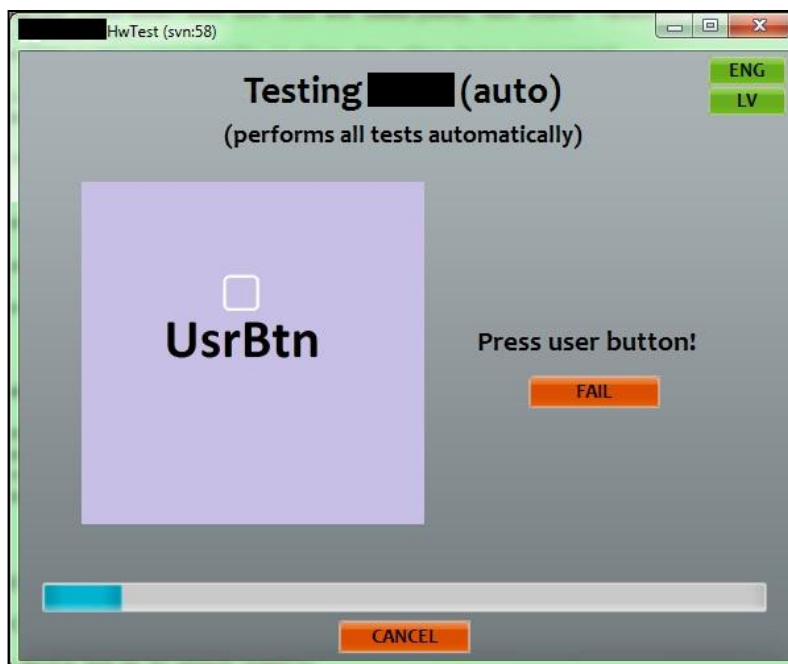 HwTest (svn:58)
ENG
LV
Testing (auto)
(performs all tests automatically)
UsrBtn
Press user button!
FAIL
CANCEL